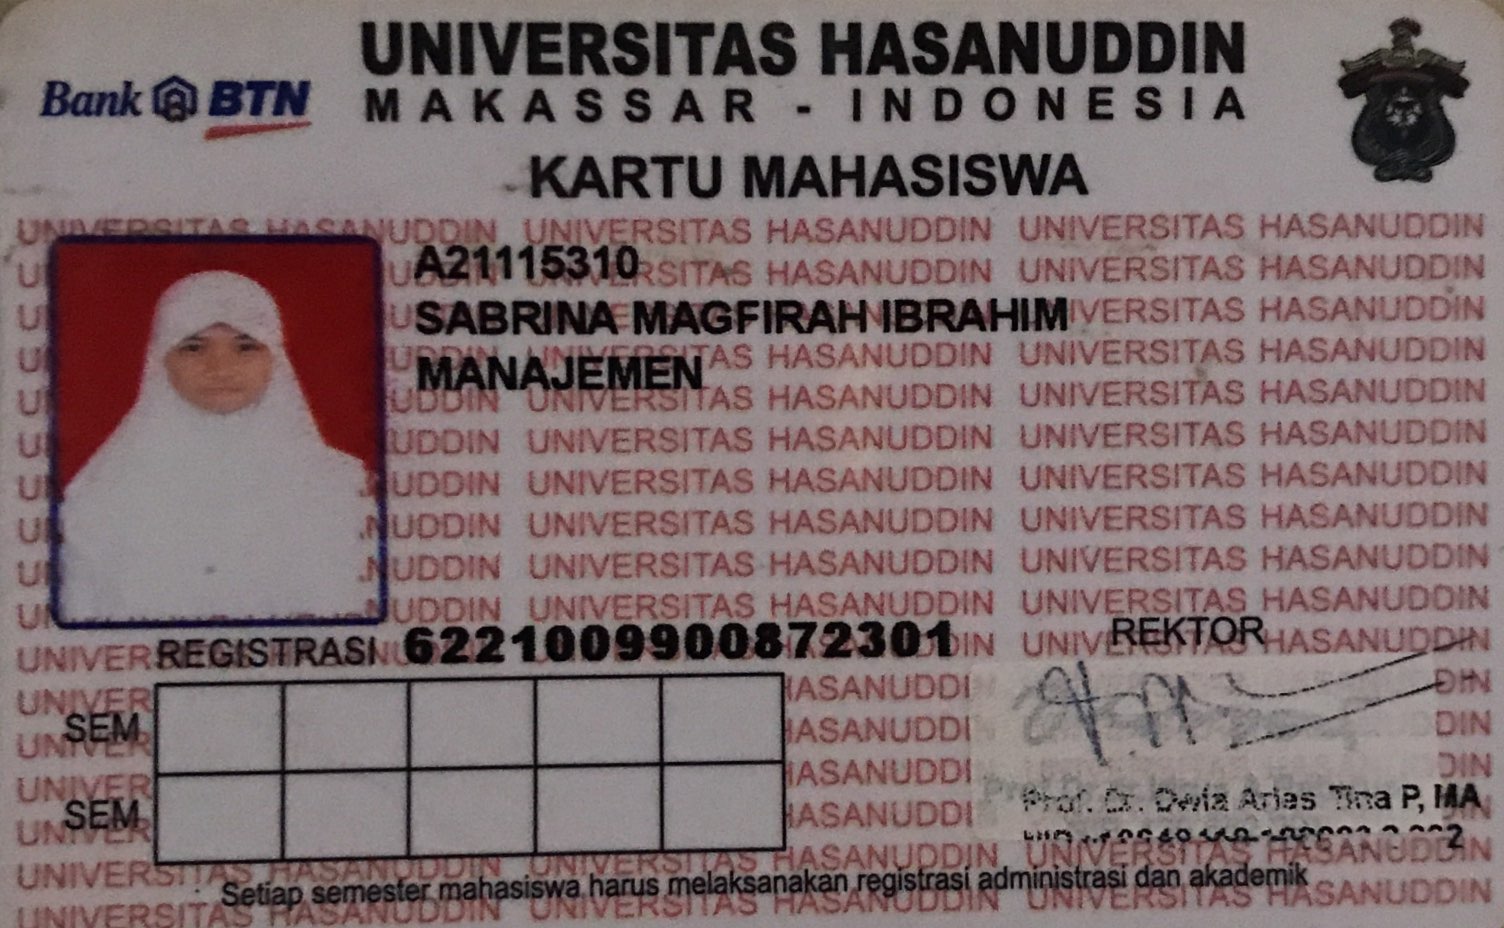 UNIVERSITAS HASANUDDIN
Bank BTN
MAKASSAR - INDONESIA
KARTU MAHASISWA
A21115310
SABRINA MAGFIRAH IBRAHIM
MANAJEMEN
REGISTRASI 6221009900872301
REKTOR
SEM
SEM
Prof. Dr. Dwia Aries Tina P, MA
Setiap semester mahasiswa harus melaksanakan registrasi administrasi dan akademik
UNIVERSITAS HASANUDDIN UNIVERSITAS HASANUDDIN UNIVERSITAS HASANUDDIN